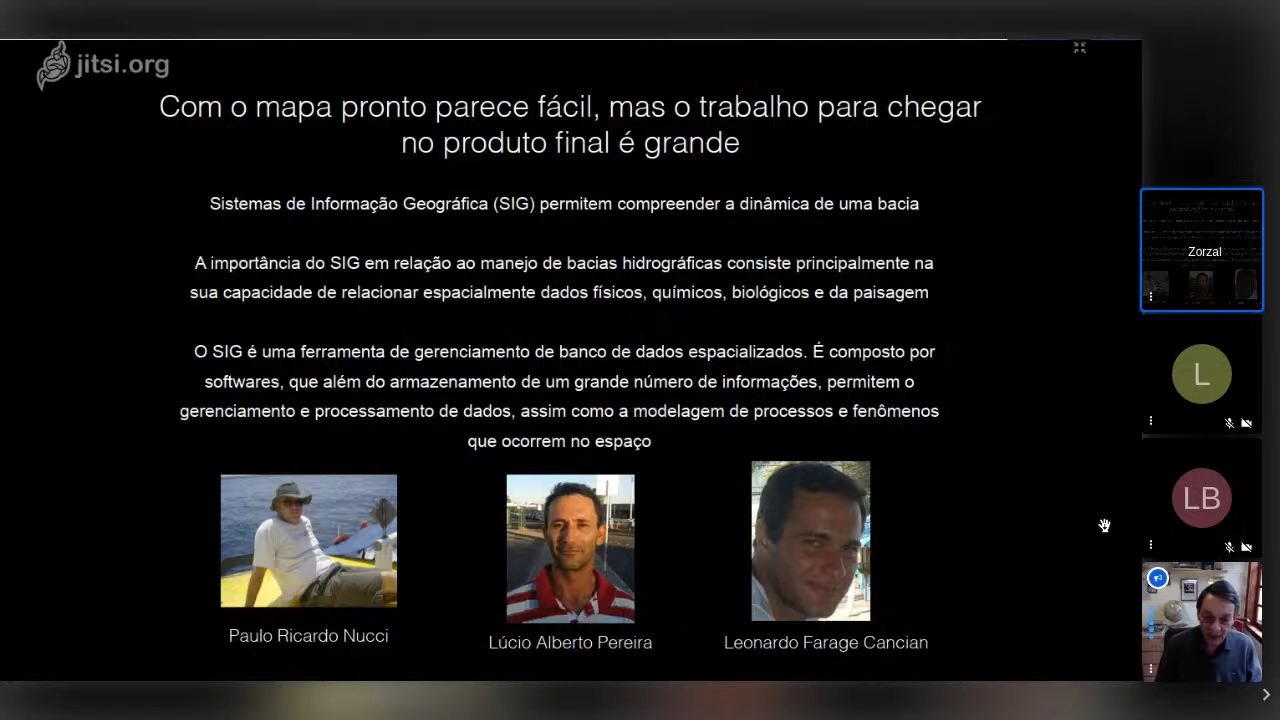 jitsi.org
Com o mapa pronto parece fácil, mas o trabalho para chegar
no produto final é grande
Sistemas de Informação Geográfica (SIG) permitem compreender a dinâmica de uma bacia
A importância do SIG em relação ao manejo de bacias hidrográficas consiste principalmente na
sua capacidade de relacionar espacialmente dados físicos, químicos, biológicos e da paisagem
O SIG é uma ferramenta de gerenciamento de banco de dados espacializados. É composto por
softwares, que além do armazenamento de um grande número de informações, permitem o
gerenciamento e processamento de dados, assim como a modelagem de processos e fenômenos
que ocorrem no espaço
Paulo Ricardo Nucci
Lúcio Alberto Pereira
Leonardo Farage Cancian
Zorzal
L
LB